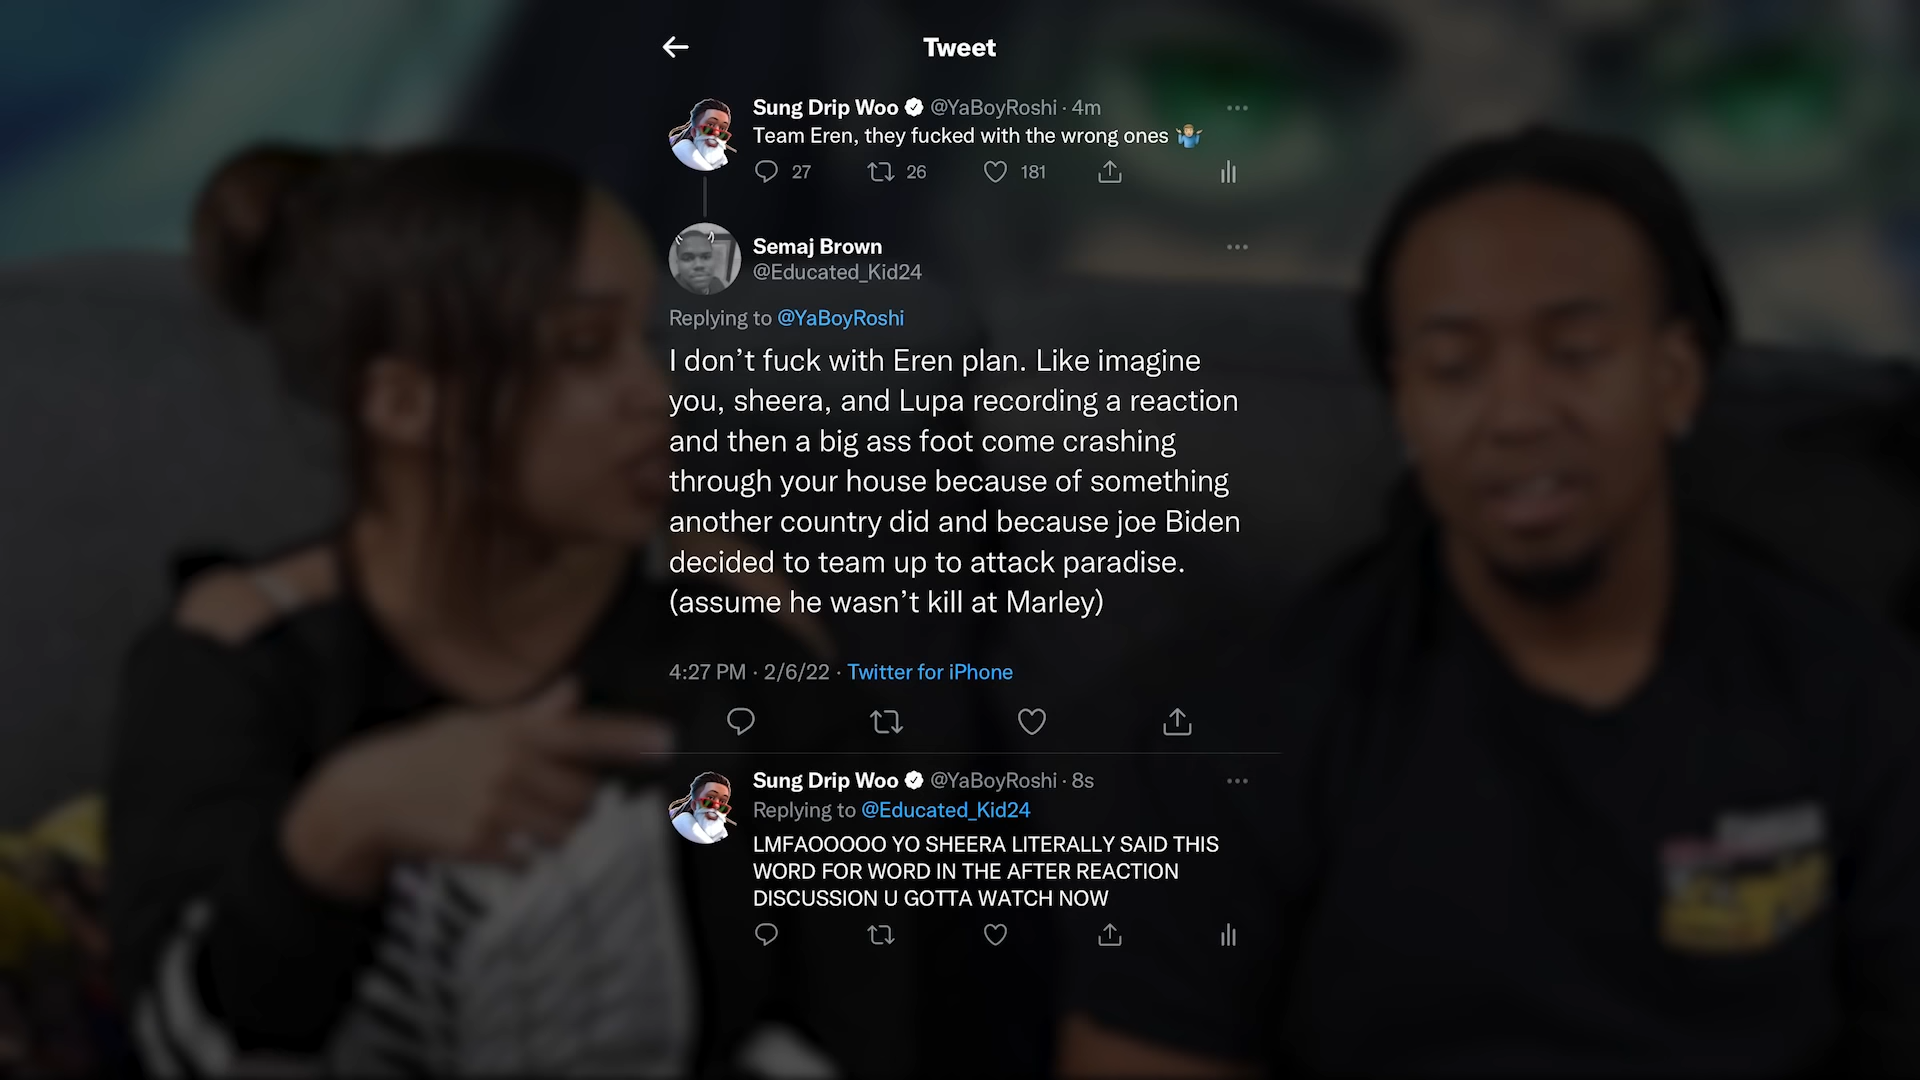 Tweet
Sung Drip Woo @YaBoyRoshi · 4m
Team Eren, they fucked with the wrong ones 🤷🏼‍♂️
27 26 181
Semaj Brown
@Educated_Kid24
Replying to @YaBoyRoshi
I don’t fuck with Eren plan. Like imagine
you, sheera, and Lupa recording a reaction
and then a big ass foot come crashing
through your house because of something
another country did and because joe Biden
decided to team up to attack paradise.
(assume he wasn’t kill at Marley)
4:27 PM · 2/6/22 · Twitter for iPhone
Sung Drip Woo @YaBoyRoshi · 8s
Replying to @Educated_Kid24
LMFAOOOOO YO SHEERA LITERALLY SAID THIS
WORD FOR WORD IN THE AFTER REACTION
DISCUSSION U GOTTA WATCH NOW